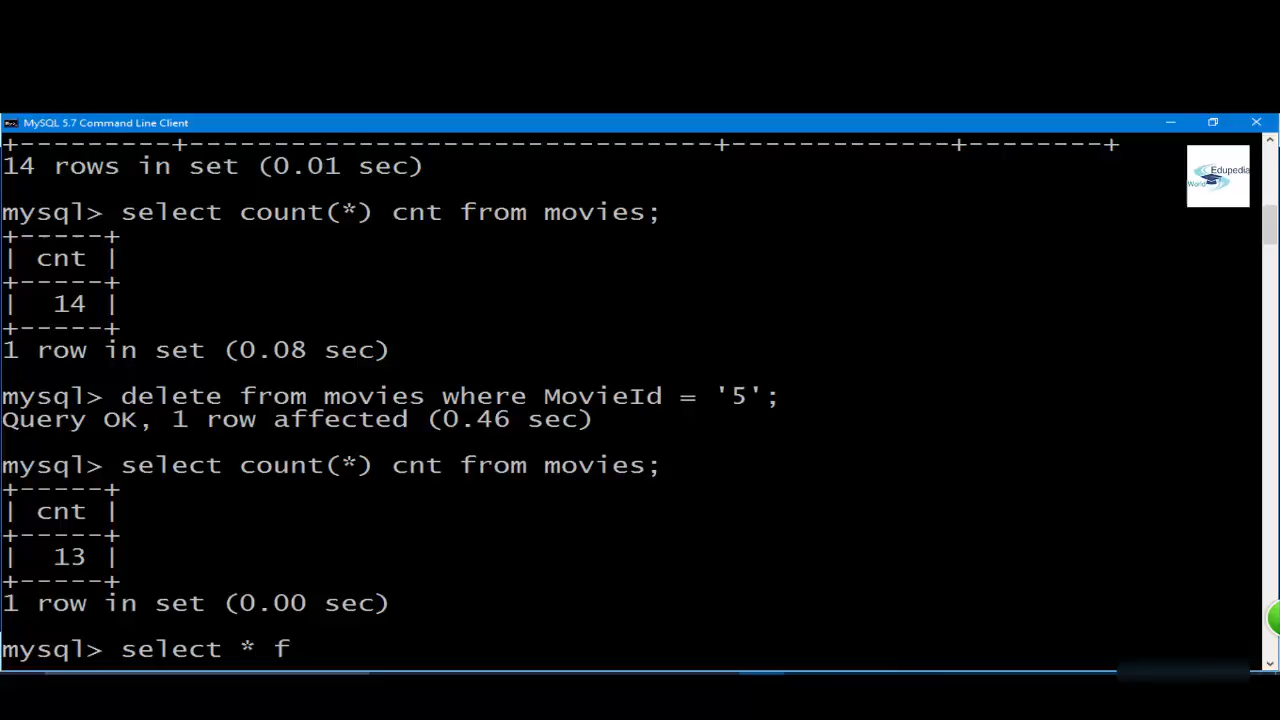 MySQL 5.7 Command Line Client
+---------+-------------------------------+-------------+--------+
14 rows in set (0.01 sec)
Edupedia
World
mysql> select count(*) cnt from movies;
+-----+
| cnt |
+-----+
|  14 |
+-----+
1 row in set (0.08 sec)
mysql> delete from movies where MovieId = '5';
Query OK, 1 row affected (0.46 sec)
mysql> select count(*) cnt from movies;
+-----+
| cnt |
+-----+
|  13 |
+-----+
1 row in set (0.00 sec)
mysql> select * f